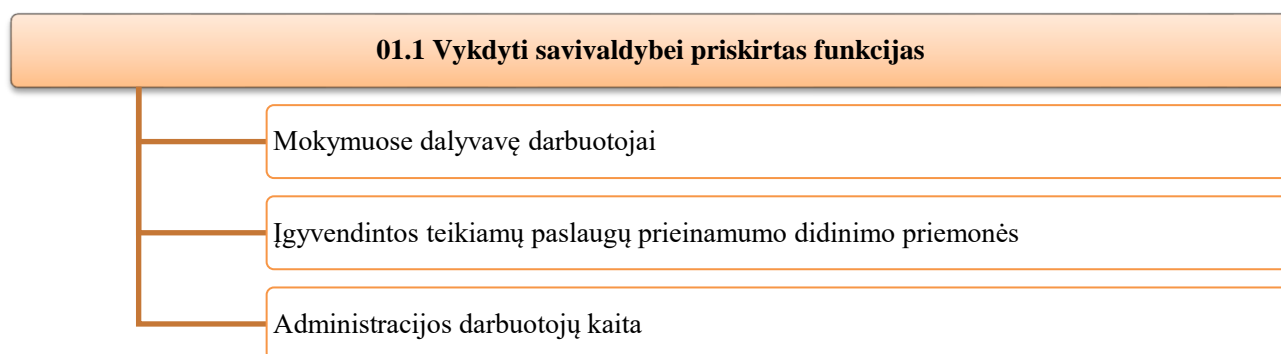 01.1 Vykdyti savivaldybei priskirtas funkcijas
Mokymuose dalyvavę darbuotojai
Įgyvendintos teikiamų paslaugų prieinamumo didinimo priemonės
Administracijos darbuotojų kaita